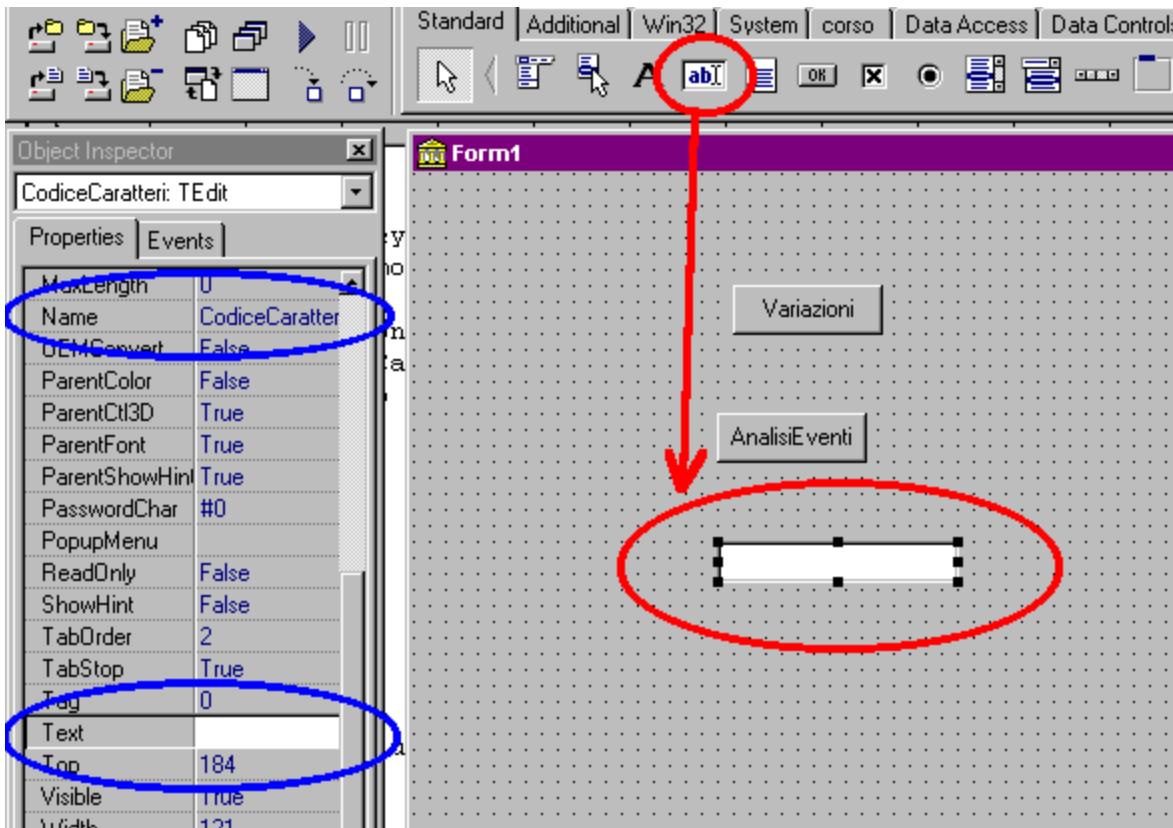 Standard Additional Win32 System corso Data Access Data Controls
A ab OK
Object Inspector
Form1
CodiceCaratteri: TEdit
Properties Events
MaxLength 0
Name CodiceCaratter
OEMConvert False
ParentColor False
ParentCtl3D True
ParentFont True
ParentShowHint True
PasswordChar #0
PopupMenu
ReadOnly False
ShowHint False
TabOrder 2
TabStop True
Tag 0
Text
Top 184
Visible True
Width 121
Variazioni
AnalisiEventi